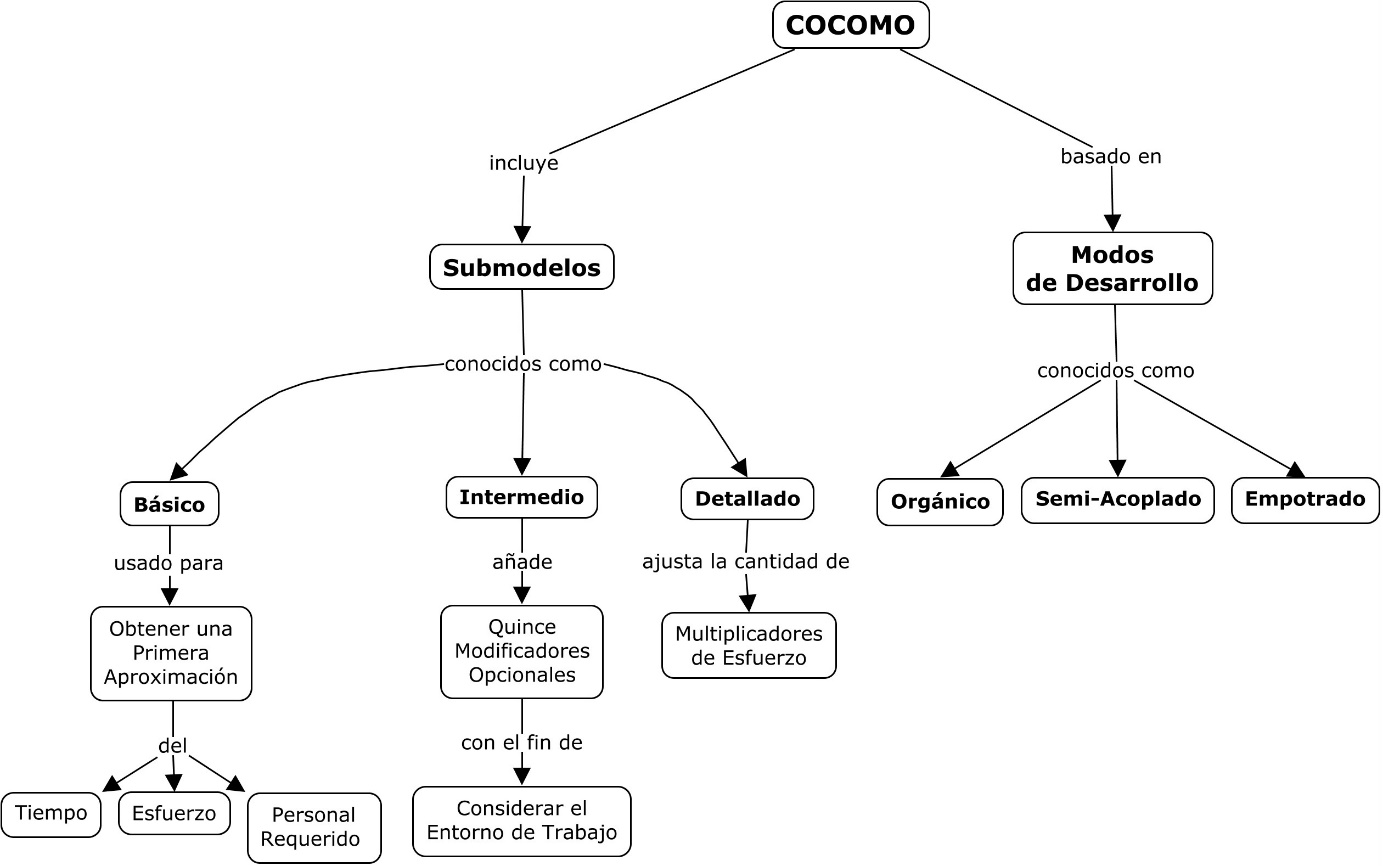 COCOMO
incluye
basado en
Submodelos
Modos
de Desarrollo
conocidos como
conocidos como
Básico
Intermedio
Detallado
Orgánico
Semi-Acoplado
Empotrado
usado para
añade
ajusta la cantidad de
Obtener una
Primera
Aproximación
Quince
Modificadores
Opcionales
Multiplicadores
de Esfuerzo
del
con el fin de
Tiempo
Esfuerzo
Personal
Requerido
Considerar el
Entorno de Trabajo